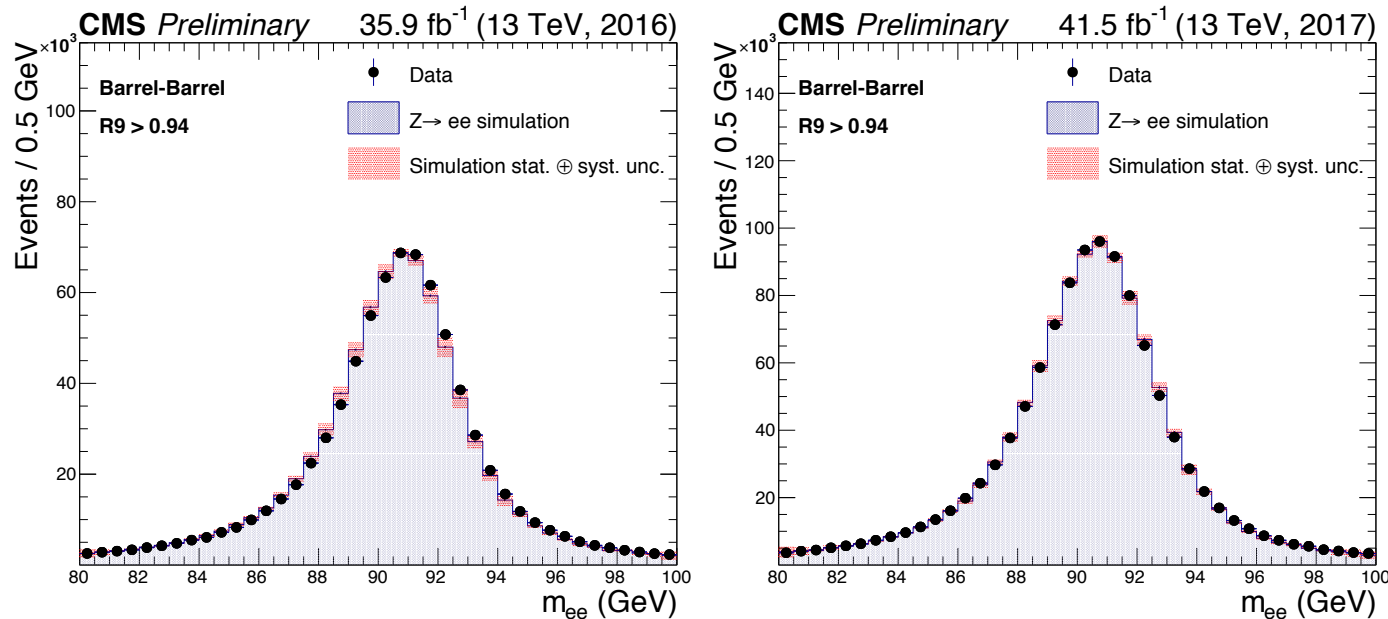 CMS Preliminary 35.9 fb⁻¹ (13 TeV, 2016)
×10³
Events / 0.5 GeV
100
80
60
40
20
Barrel-Barrel
R9 > 0.94
Data
Z→ ee simulation
Simulation stat. ⊕ syst. unc.
80 82 84 86 88 90 92 94 96 98 100
m_ee (GeV)
CMS Preliminary 41.5 fb⁻¹ (13 TeV, 2017)
×10³
Events / 0.5 GeV
140
120
100
80
60
40
20
Barrel-Barrel
R9 > 0.94
Data
Z→ ee simulation
Simulation stat. ⊕ syst. unc.
80 82 84 86 88 90 92 94 96 98 100
m_ee (GeV)